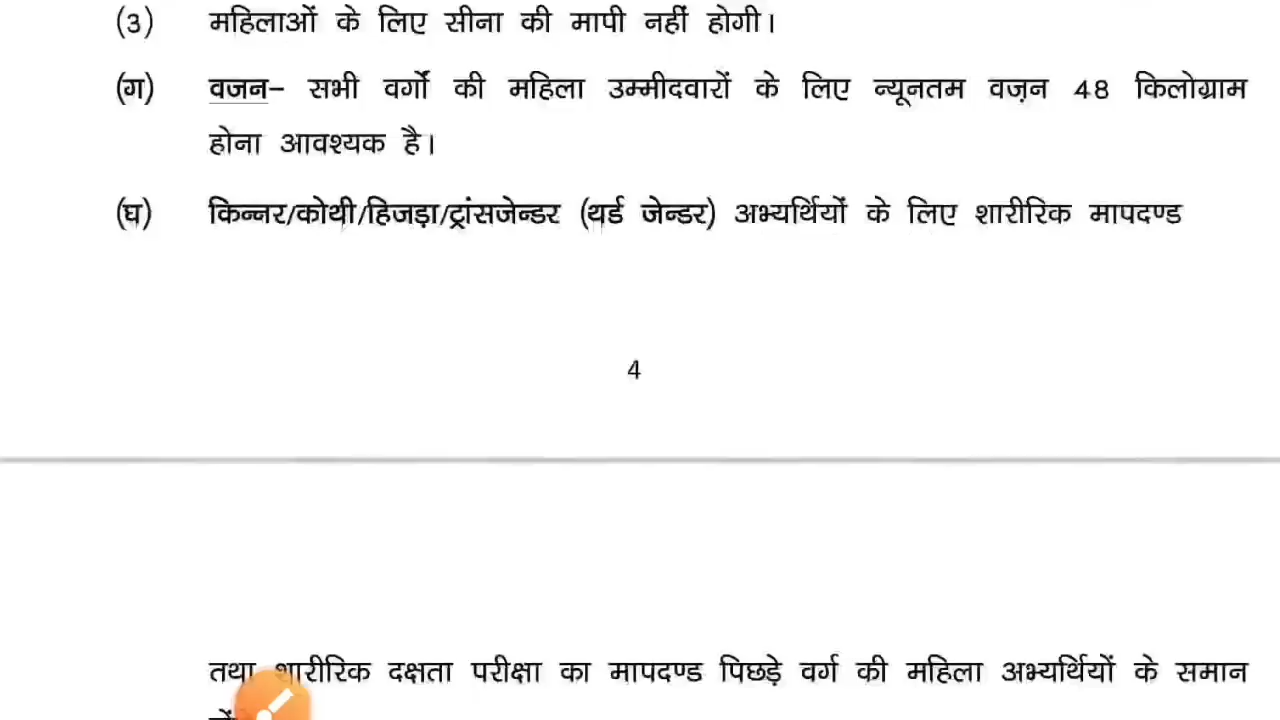 (3) महिलाओं के लिए सीना की मापी नहीं होगी।
(ग) वजन– सभी वर्गों की महिला उम्मीदवारों के लिए न्यूनतम वज़न 48 किलोग्राम
होना आवश्यक है।
(घ) किन्नर/कोथी/हिजड़ा/ट्रांसजेन्डर (थर्ड जेन्डर) अभ्यर्थियों के लिए शारीरिक मापदण्ड
4
तथा शारीरिक दक्षता परीक्षा का मापदण्ड पिछड़े वर्ग की महिला अभ्यर्थियों के समान